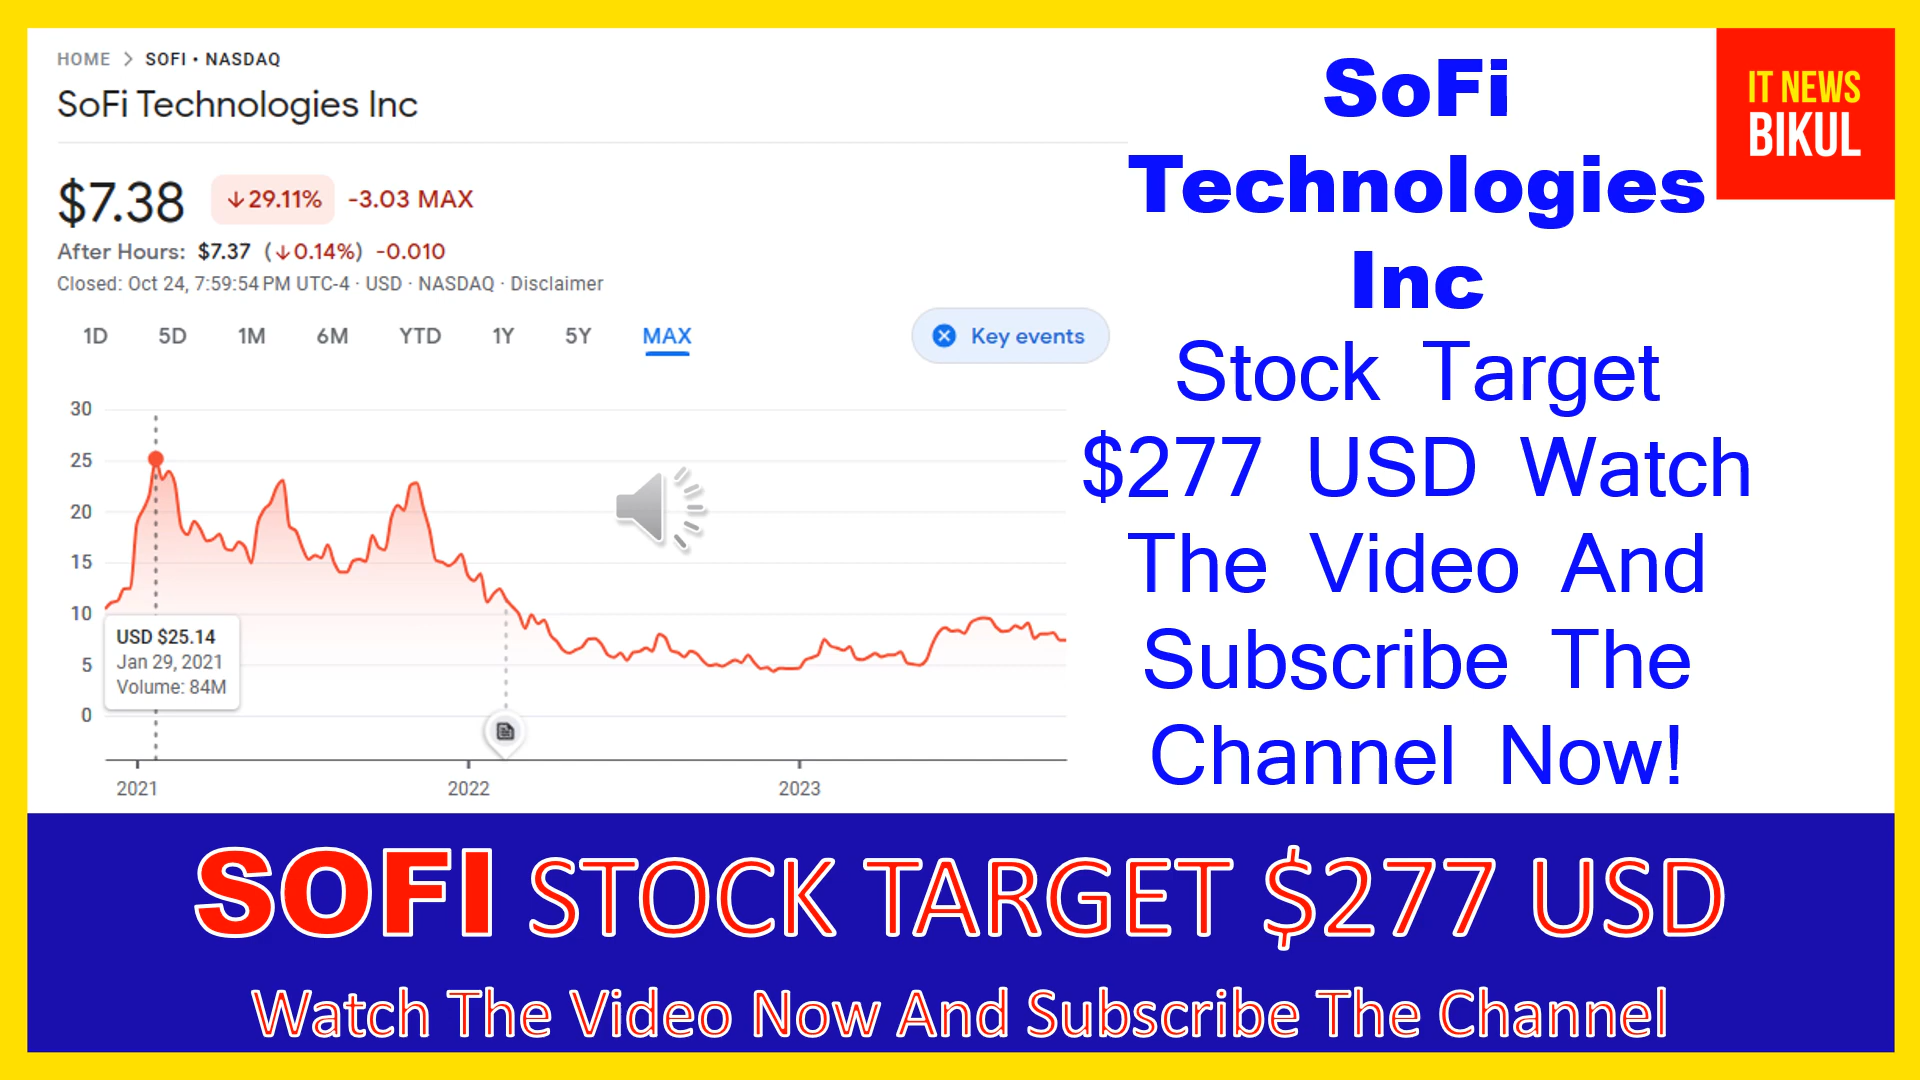 HOME > SOFI • NASDAQ
SoFi Technologies Inc
$7.38 ↓29.11% -3.03 MAX
After Hours: $7.37 (↓0.14%) -0.010
Closed: Oct 24, 7:59:54 PM UTC-4 · USD · NASDAQ · Disclaimer
1D 5D 1M 6M YTD 1Y 5Y MAX
Key events
30
25
20
15
10
5
0
USD $25.14
Jan 29, 2021
Volume: 84M
2021 2022 2023
SoFi
Technologies
Inc
Stock Target
$277 USD Watch
The Video And
Subscribe The
Channel Now!
IT NEWS
BIKUL
SOFI STOCK TARGET $277 USD
Watch The Video Now And Subscribe The Channel